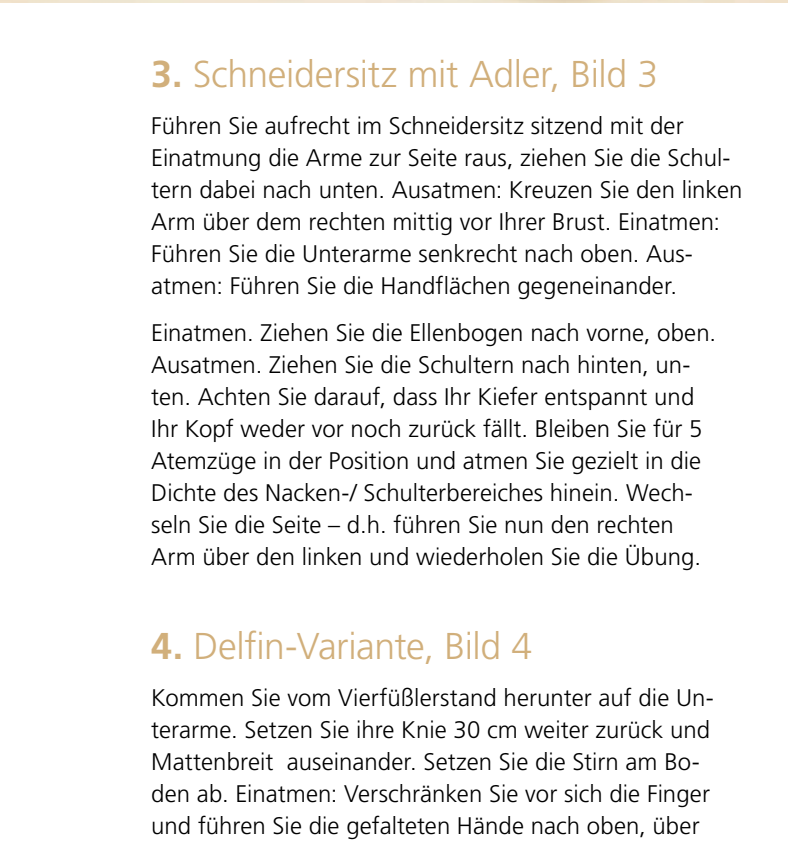 3. Schneidersitz mit Adler, Bild 3
Führen Sie aufrecht im Schneidersitz sitzend mit der
Einatmung die Arme zur Seite raus, ziehen Sie die Schul-
tern dabei nach unten. Ausatmen: Kreuzen Sie den linken
Arm über dem rechten mittig vor Ihrer Brust. Einatmen:
Führen Sie die Unterarme senkrecht nach oben. Aus-
atmen: Führen Sie die Handflächen gegeneinander.
Einatmen. Ziehen Sie die Ellenbogen nach vorne, oben.
Ausatmen. Ziehen Sie die Schultern nach hinten, un-
ten. Achten Sie darauf, dass Ihr Kiefer entspannt und
Ihr Kopf weder vor noch zurück fällt. Bleiben Sie für 5
Atemzüge in der Position und atmen Sie gezielt in die
Dichte des Nacken-/ Schulterbereiches hinein. Wech-
seln Sie die Seite – d.h. führen Sie nun den rechten
Arm über den linken und wiederholen Sie die Übung.
4. Delfin-Variante, Bild 4
Kommen Sie vom Vierfüßlerstand herunter auf die Un-
terarme. Setzen Sie ihre Knie 30 cm weiter zurück und
Mattenbreit  auseinander. Setzen Sie die Stirn am Bo-
den ab. Einatmen: Verschränken Sie vor sich die Finger
und führen Sie die gefalteten Hände nach oben, über